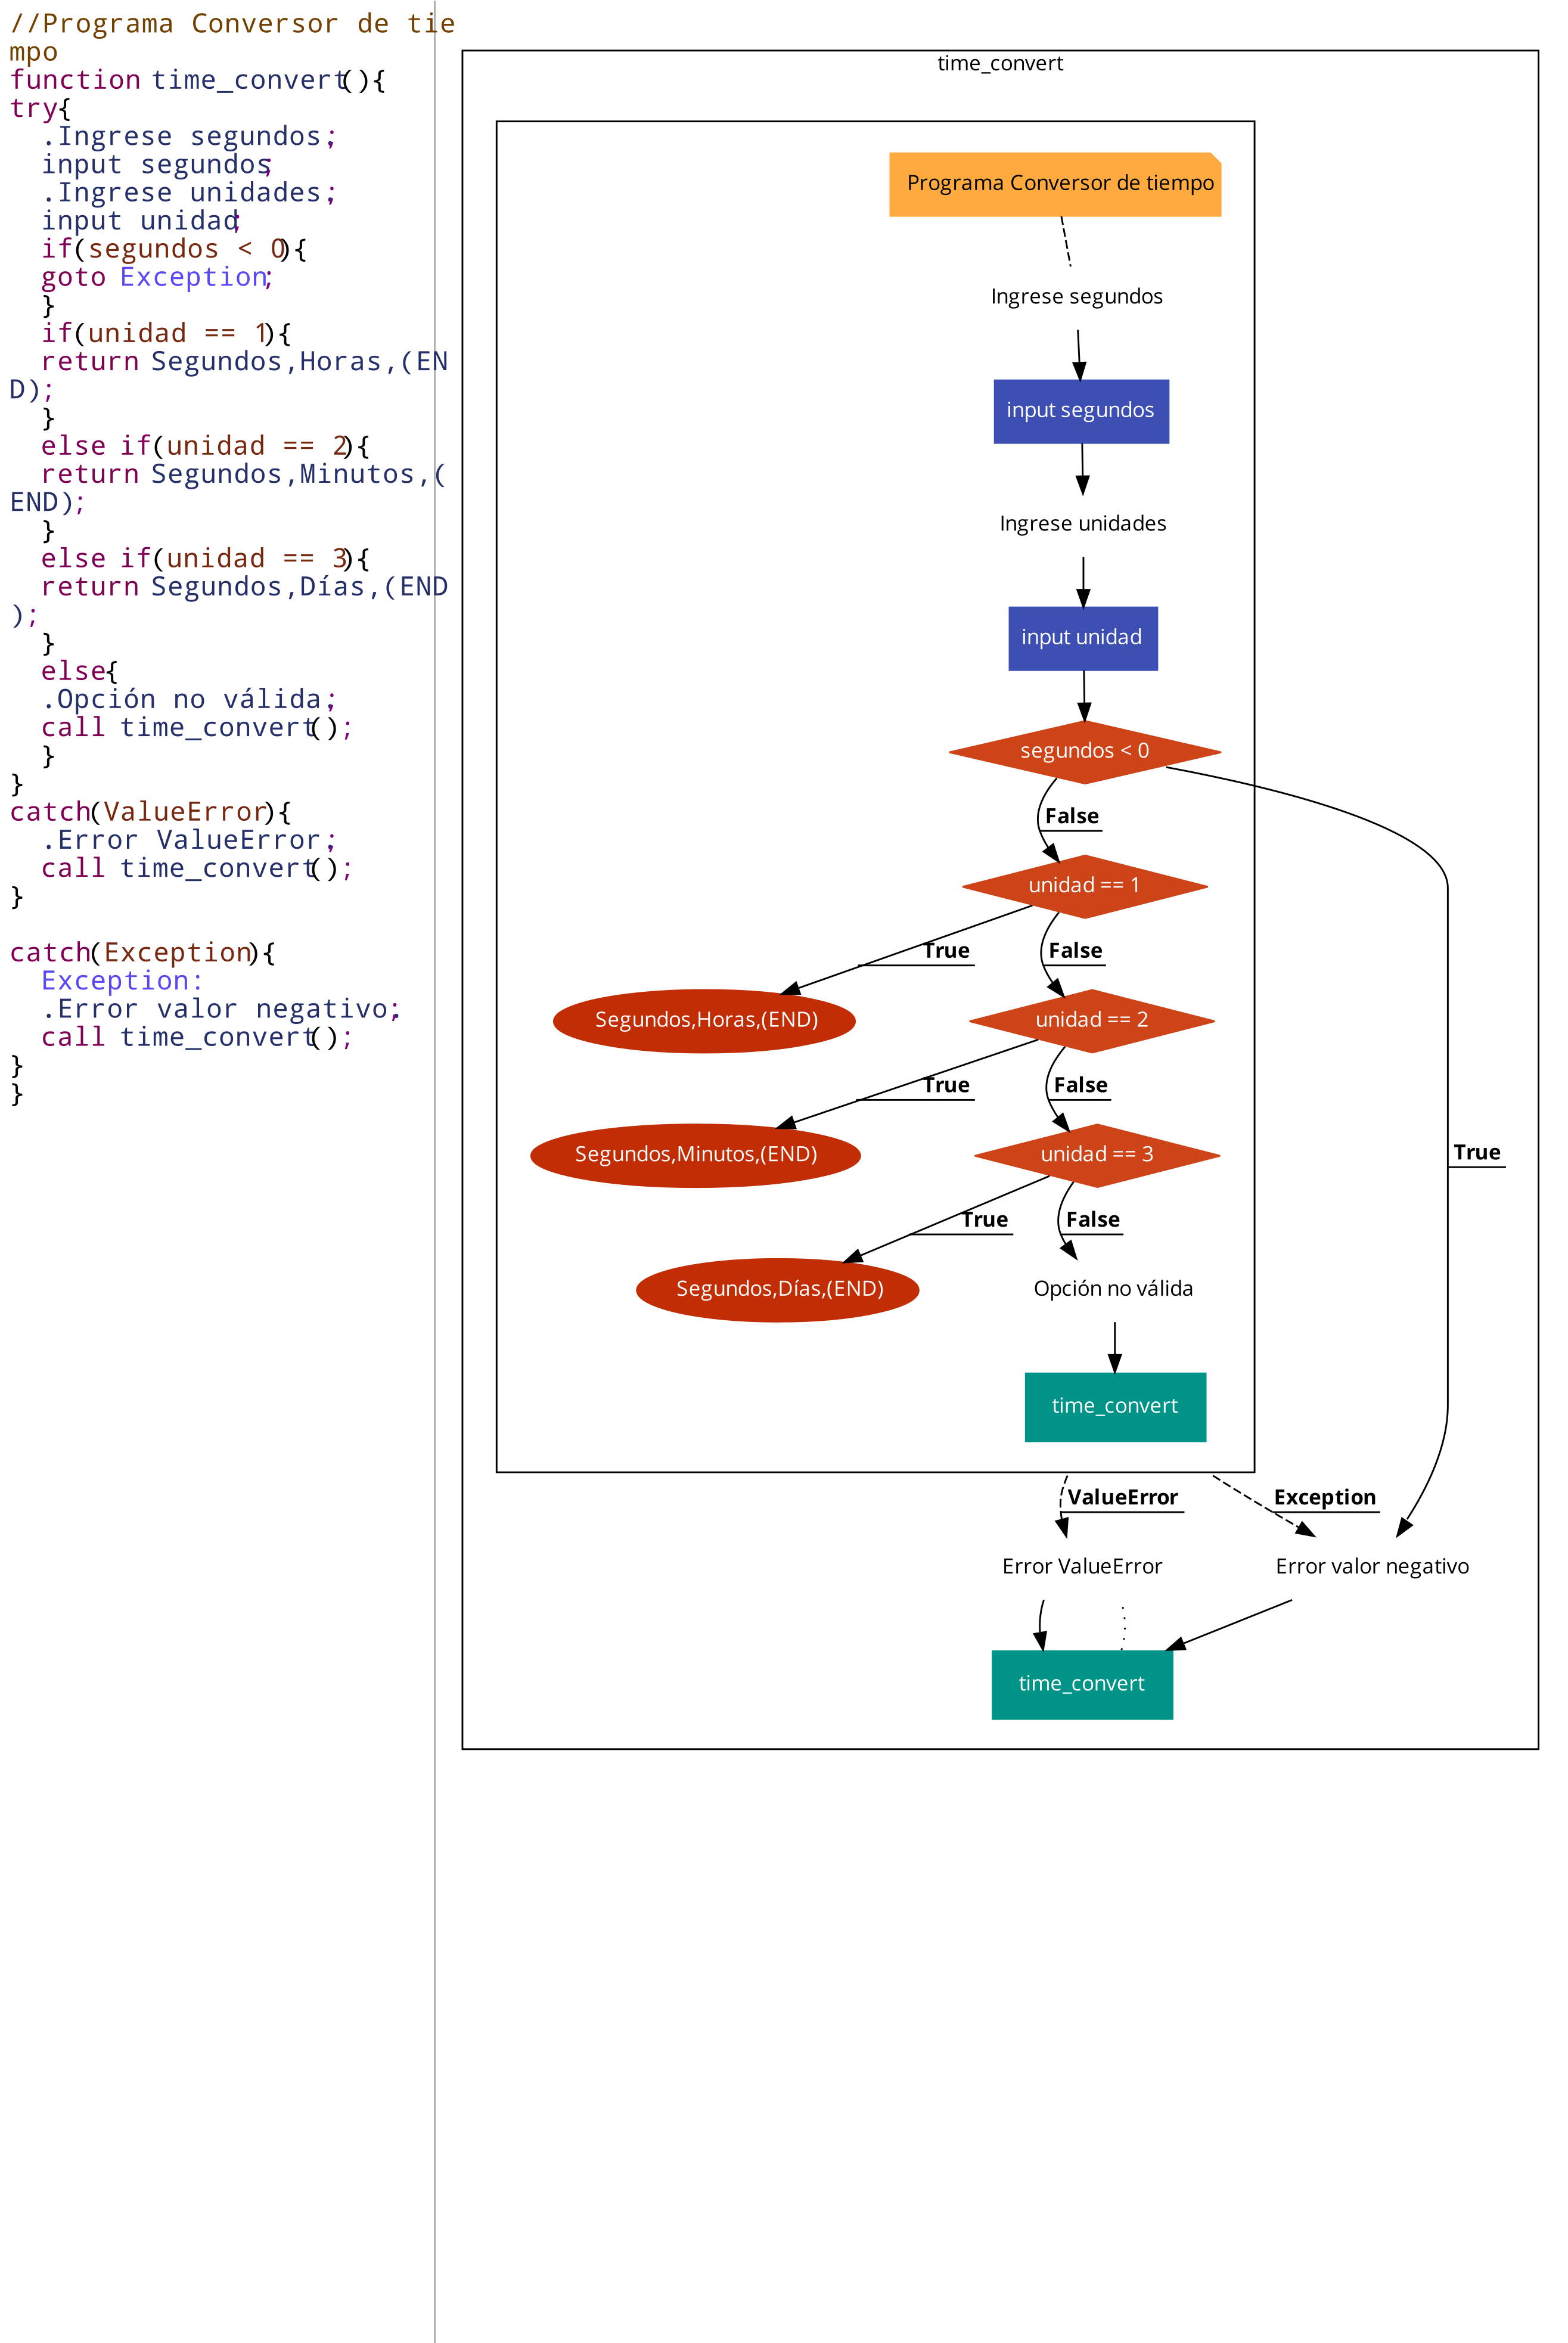 //Programa Conversor de tie
mpo
function time_convert(){
try{
.Ingrese segundos.;
input segundos;
.Ingrese unidades.;
input unidad;
if(segundos < 0){
goto Exception;
}
if(unidad == 1){
return Segundos,Horas,(EN
D);
}
else if(unidad == 2){
return Segundos,Minutos,(
END);
}
else if(unidad == 3){
return Segundos,Días,(END
);
}
else{
.Opción no válida.;
call time_convert();
}
}
catch(ValueError){
.Error ValueError.;
call time_convert();
}
catch(Exception){
Exception:
.Error valor negativo.;
call time_convert();
}
}
time_convert
Programa Conversor de tiempo
Ingrese segundos
input segundos
Ingrese unidades
input unidad
segundos < 0
False
unidad == 1
True
False
Segundos,Horas,(END)
unidad == 2
True
False
Segundos,Minutos,(END)
unidad == 3
True
True
False
Segundos,Días,(END)
Opción no válida
time_convert
ValueError
Exception
Error ValueError
Error valor negativo
time_convert